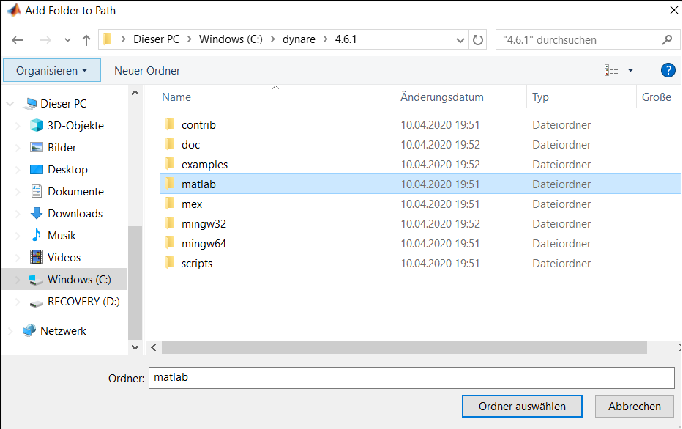 Add Folder to Path
Dieser PC > Windows (C:) > dynare > 4.6.1
"4.6.1" durchsuchen
Organisieren Neuer Ordner
Name Änderungsdatum Typ Größe
Dieser PC
3D-Objekte
Bilder
Desktop
Dokumente
Downloads
Musik
Videos
Windows (C:)
RECOVERY (D:)
Netzwerk
contrib 10.04.2020 19:51 Dateiordner
doc 10.04.2020 19:52 Dateiordner
examples 10.04.2020 19:52 Dateiordner
matlab 10.04.2020 19:51 Dateiordner
mex 10.04.2020 19:51 Dateiordner
mingw32 10.04.2020 19:52 Dateiordner
mingw64 10.04.2020 19:51 Dateiordner
scripts 10.04.2020 19:51 Dateiordner
Ordner: matlab
Ordner auswählen Abbrechen